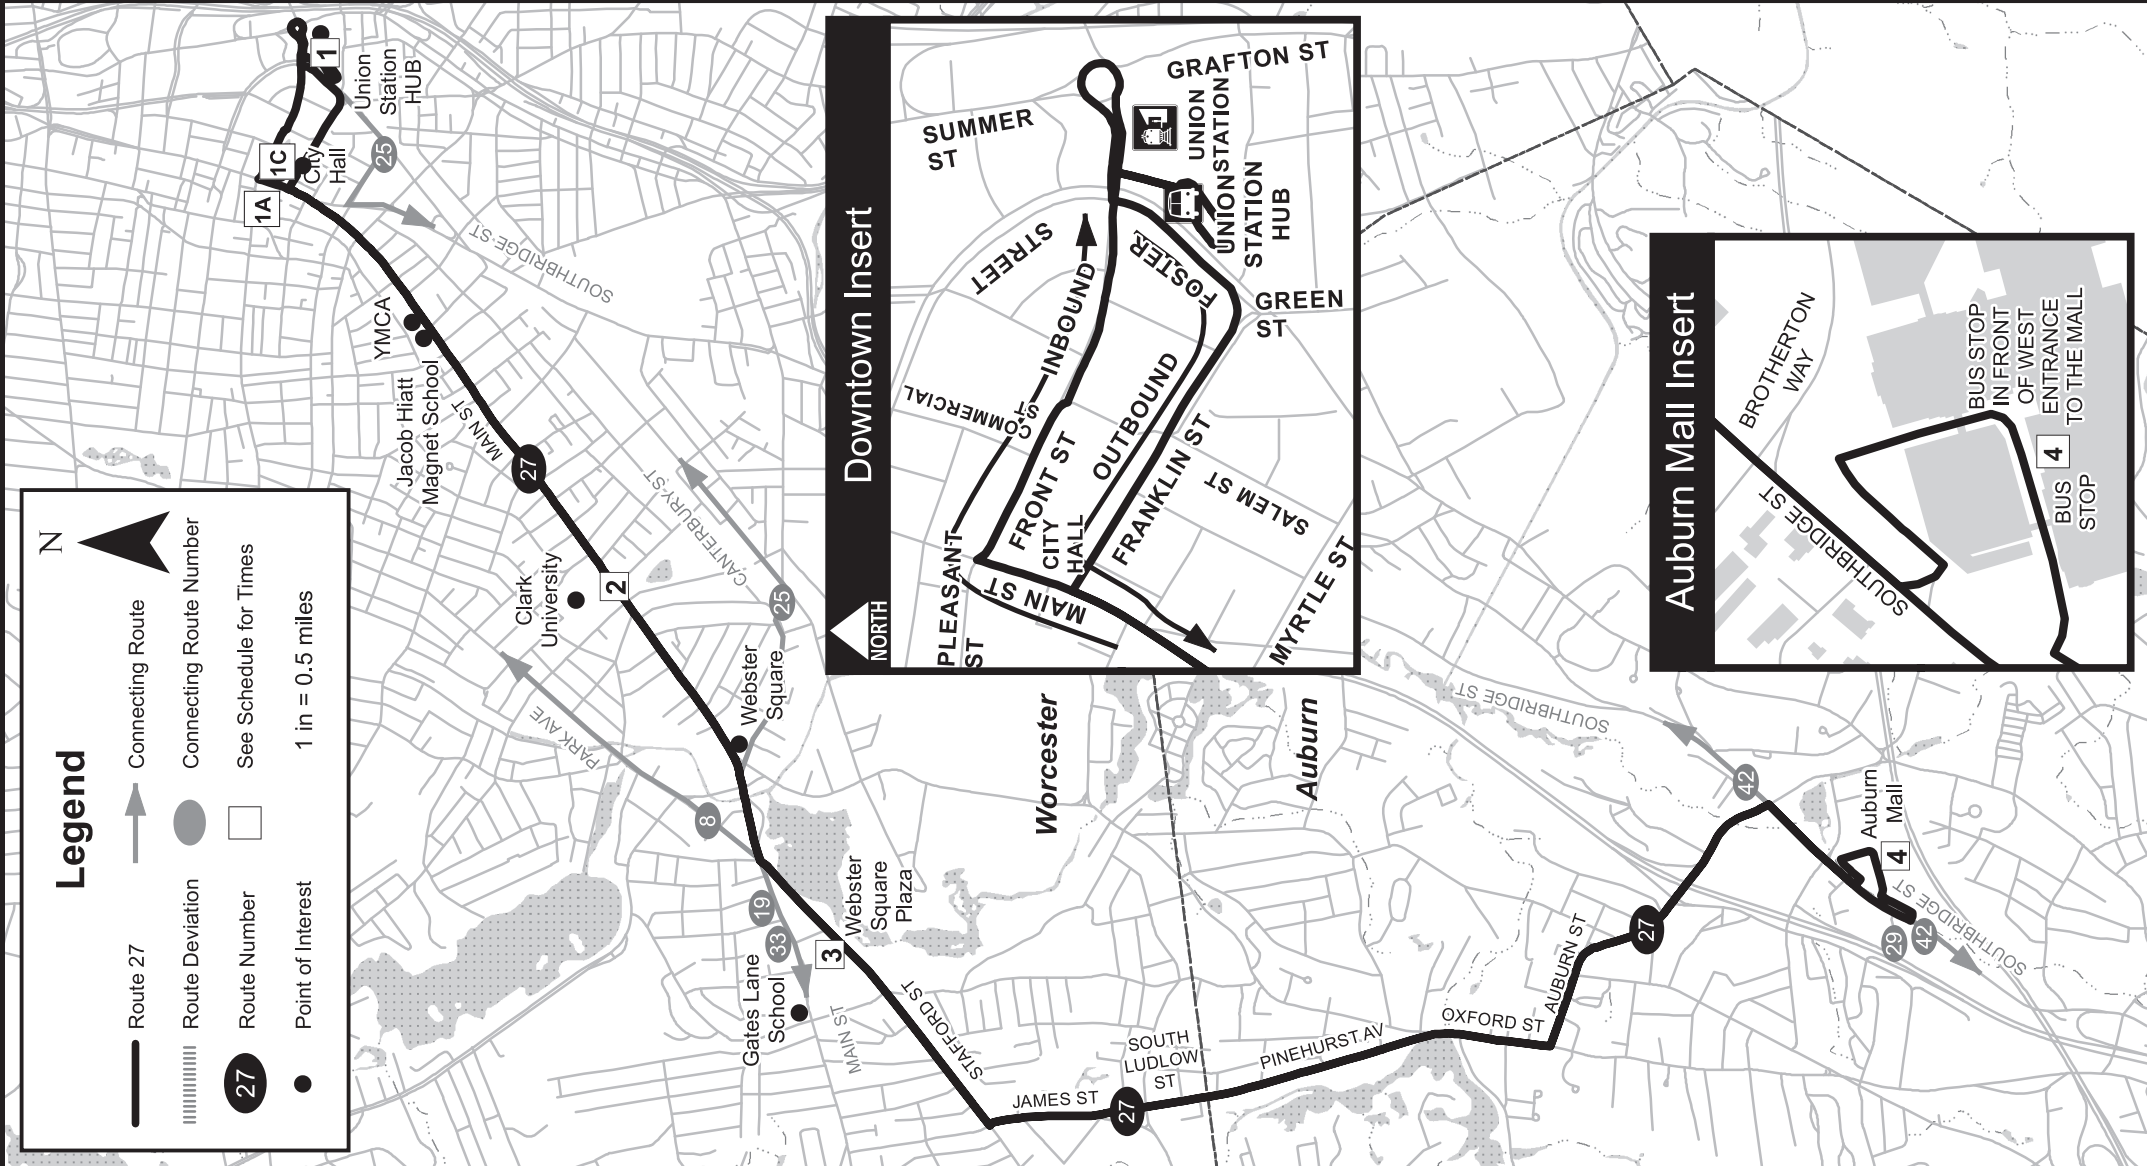 Legend
N
Route 27
Connecting Route
Route Deviation
Connecting Route Number
27
Route Number
See Schedule for Times
Point of Interest
1 in = 0.5 miles
1
Union
Station
HUB
1C
City
Hall
1A
25
SOUTHBRIDGE ST
YMCA
Jacob Hiatt
Magnet School
MAIN ST
27
CANTERBURY ST
Clark
University
2
25
Webster
Square
PARK AVE
8
19
33
3
Webster
Square
Plaza
Gates Lane
School
MAIN ST
STAFFORD ST
JAMES ST
27
SOUTH
LUDLOW
ST
Worcester
Auburn
PINEHURST AV
OXFORD ST
AUBURN ST
27
SOUTHBRIDGE ST
42
Auburn
Mall
4
29
42
SOUTHBRIDGE ST
Downtown Insert
NORTH
SUMMER
ST
GRAFTON ST
UNION
STATION
UNION
STATION
HUB
STREET
FOSTER
INBOUND
GREEN
ST
COMMERCIAL
ST
OUTBOUND
FRONT ST
FRANKLIN ST
SALEM ST
CITY
HALL
PLEASANT
ST
MAIN ST
MYRTLE ST
Auburn Mall Insert
BROTHERTON
WAY
SOUTHBRIDGE ST
BUS STOP
IN FRONT
OF WEST
ENTRANCE
TO THE MALL
4
BUS
STOP